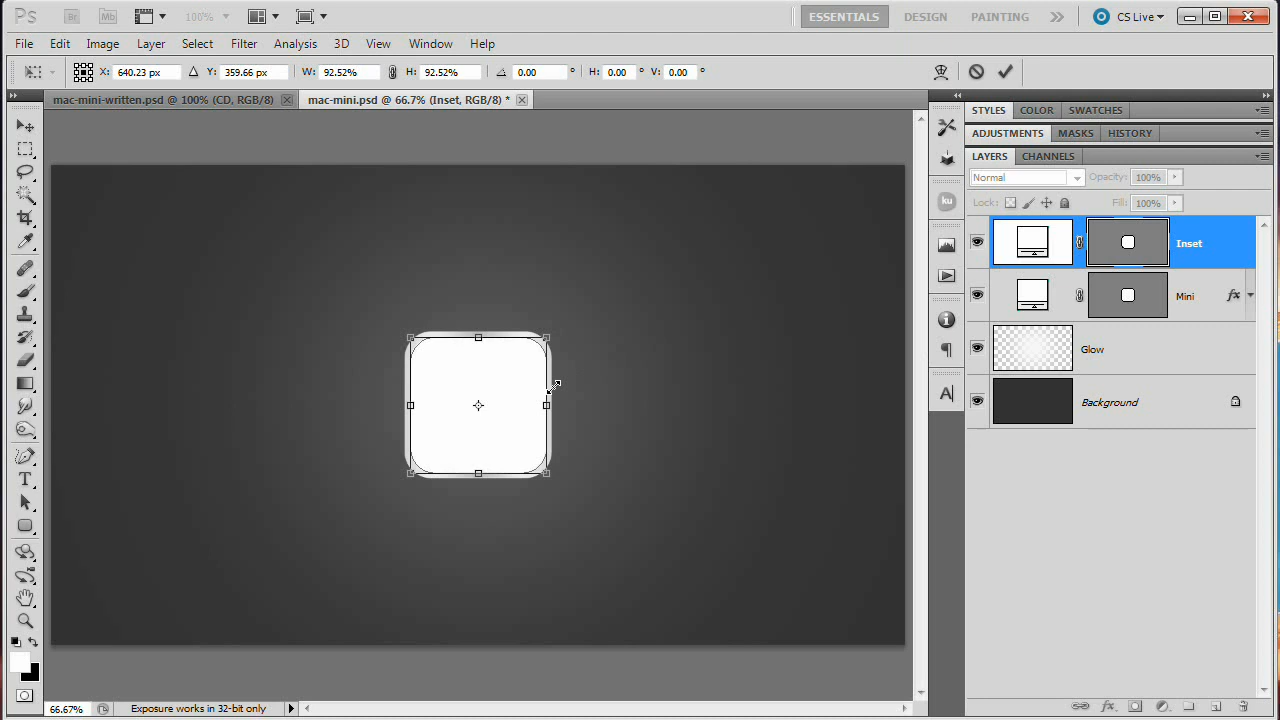 Ps Br Mb 100% ESSENTIALS DESIGN PAINTING CS Live
File Edit Image Layer Select Filter Analysis 3D View Window Help
X: 640.23 px Y: 359.66 px W: 92.52% H: 92.52% 0.00 ° H: 0.00 ° V: 0.00
mac-mini-written.psd @ 100% (CD, RGB/8) mac-mini.psd @ 66.7% (Inset, RGB/8) *
STYLES COLOR SWATCHES
ADJUSTMENTS MASKS HISTORY
LAYERS CHANNELS
Normal Opacity: 100%
Lock: Fill: 100%
ku
Inset
Mini fx
Glow
A
Background
T
66.67% Exposure works in 32-bit only
fx